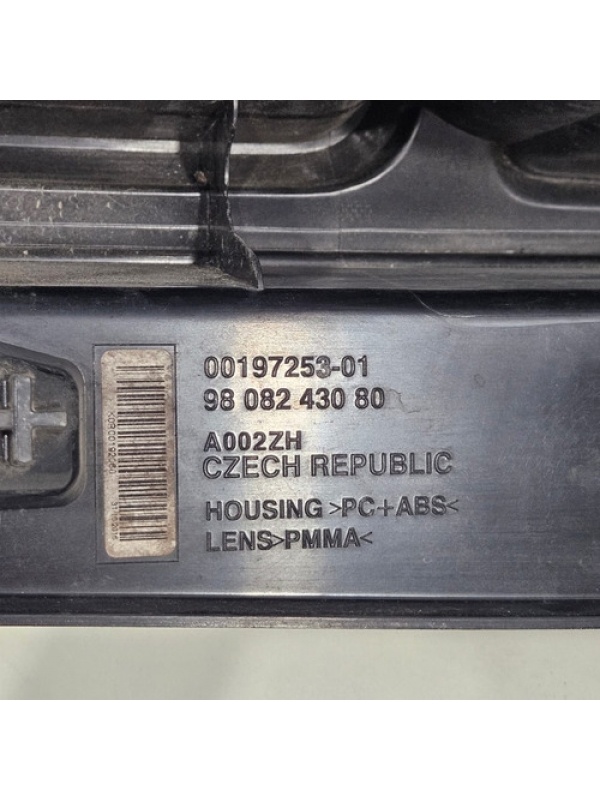 00197253-01
98 082 430 80
A002ZH
CZECH REPUBLIC
HOUSING >PC+ABS<
LENS>PMMA<